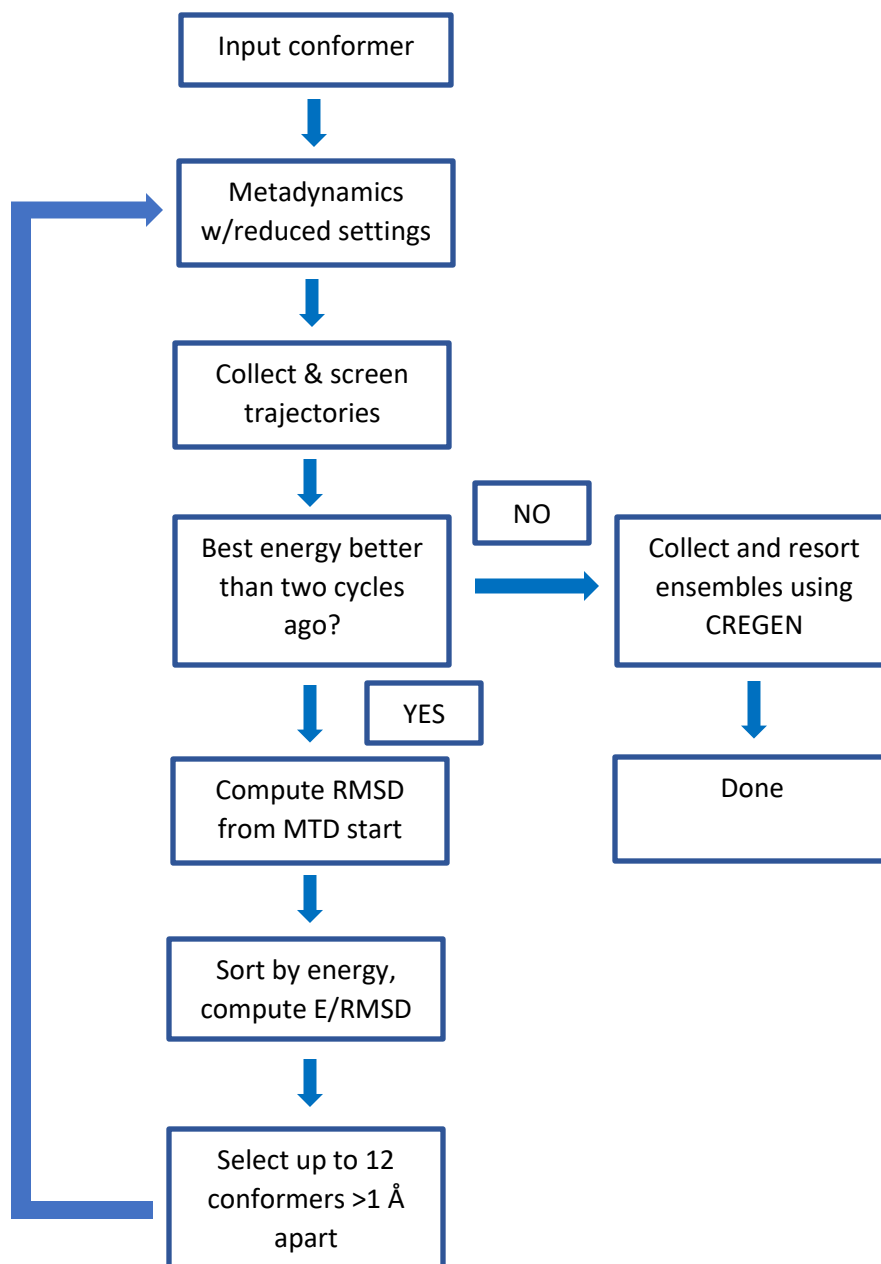 Input conformer
Metadynamics
w/reduced settings
Collect & screen
trajectories
Best energy better
than two cycles
ago?
NO
Collect and resort
ensembles using
CREGEN
YES
Compute RMSD
from MTD start
Done
Sort by energy,
compute E/RMSD
Select up to 12
conformers >1 Å
apart